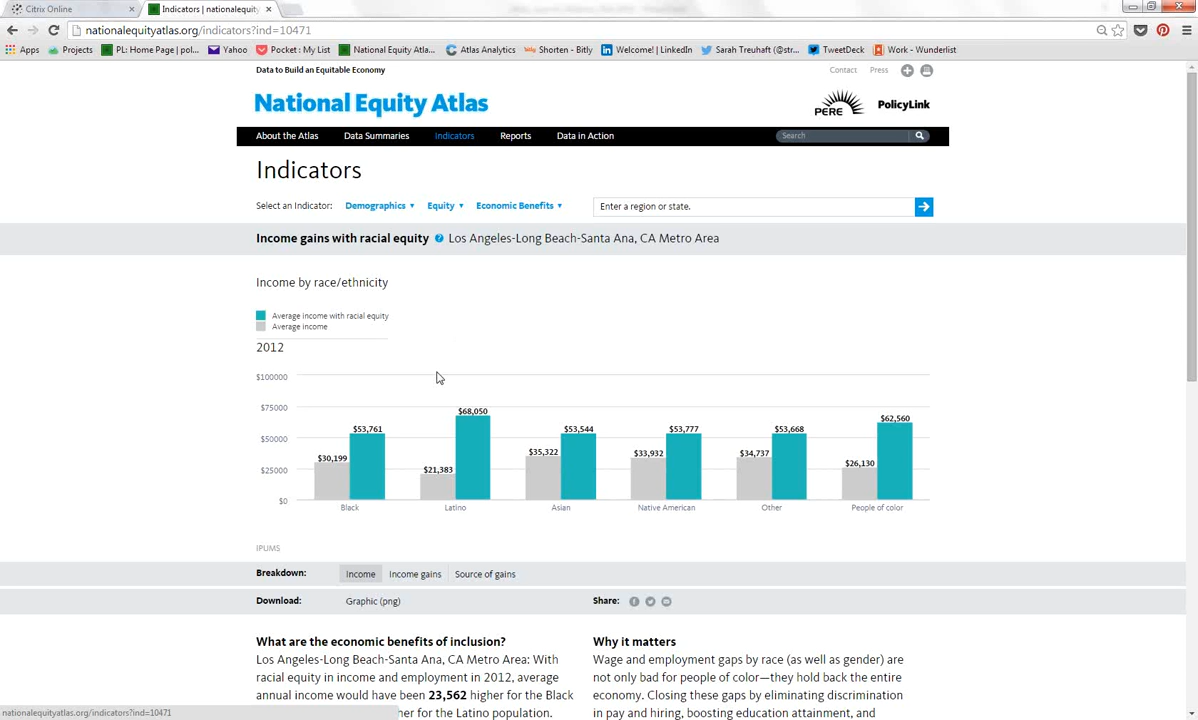 Citrix Online
Indicators | nationalequity
nationalequityatlas.org/indicators?ind=10471
Apps Projects PL: Home Page | pol... Yahoo Pocket : My List National Equity Atla... Atlas Analytics Shorten - Bitly Welcome! | LinkedIn Sarah Treuhaft (@str... TweetDeck Work - Wunderlist
Data to Build an Equitable Economy
Contact Press
National Equity Atlas
PERE
PolicyLink
About the Atlas Data Summaries Indicators Reports Data in Action Search
Indicators
Select an Indicator: Demographics Equity Economic Benefits
Enter a region or state.
Income gains with racial equity ? Los Angeles-Long Beach-Santa Ana, CA Metro Area
Income by race/ethnicity
Average income with racial equity
Average income
2012
$100000
$75000
$50000
$25000
$0
$30,199 $53,761
$21,383 $68,050
$35,322 $53,544
$33,932 $53,777
$34,737 $53,668
$26,130 $62,560
Black Latino Asian Native American Other People of color
IPUMS
Breakdown: Income Income gains Source of gains
Download: Graphic (png) Share:
What are the economic benefits of inclusion?
Los Angeles-Long Beach-Santa Ana, CA Metro Area: With
racial equity in income and employment in 2012, average
annual income would have been 23,562 higher for the Black
her for the Latino population.
Why it matters
Wage and employment gaps by race (as well as gender) are
not only bad for people of color—they hold back the entire
economy. Closing these gaps by eliminating discrimination
in pay and hiring, boosting education attainment, and
nationalequityatlas.org/indicators?ind=10471